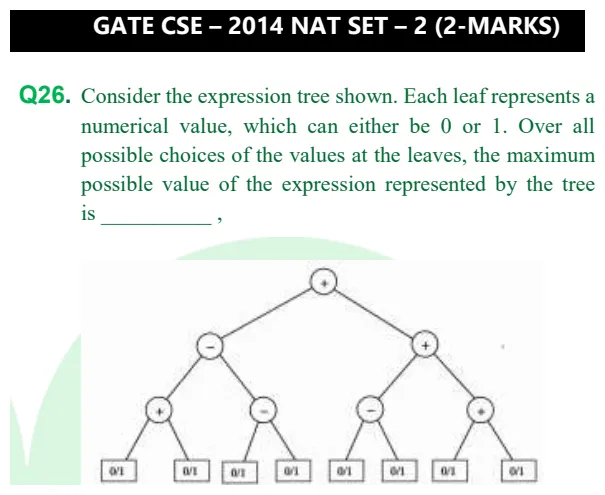 GATE CSE – 2014 NAT SET – 2 (2-MARKS)
Q26. Consider the expression tree shown. Each leaf represents a
numerical value, which can either be 0 or 1. Over all
possible choices of the values at the leaves, the maximum
possible value of the expression represented by the tree
is __________ ,
+
− +
+ − − +
0/1 0/1 0/1 0/1 0/1 0/1 0/1 0/1